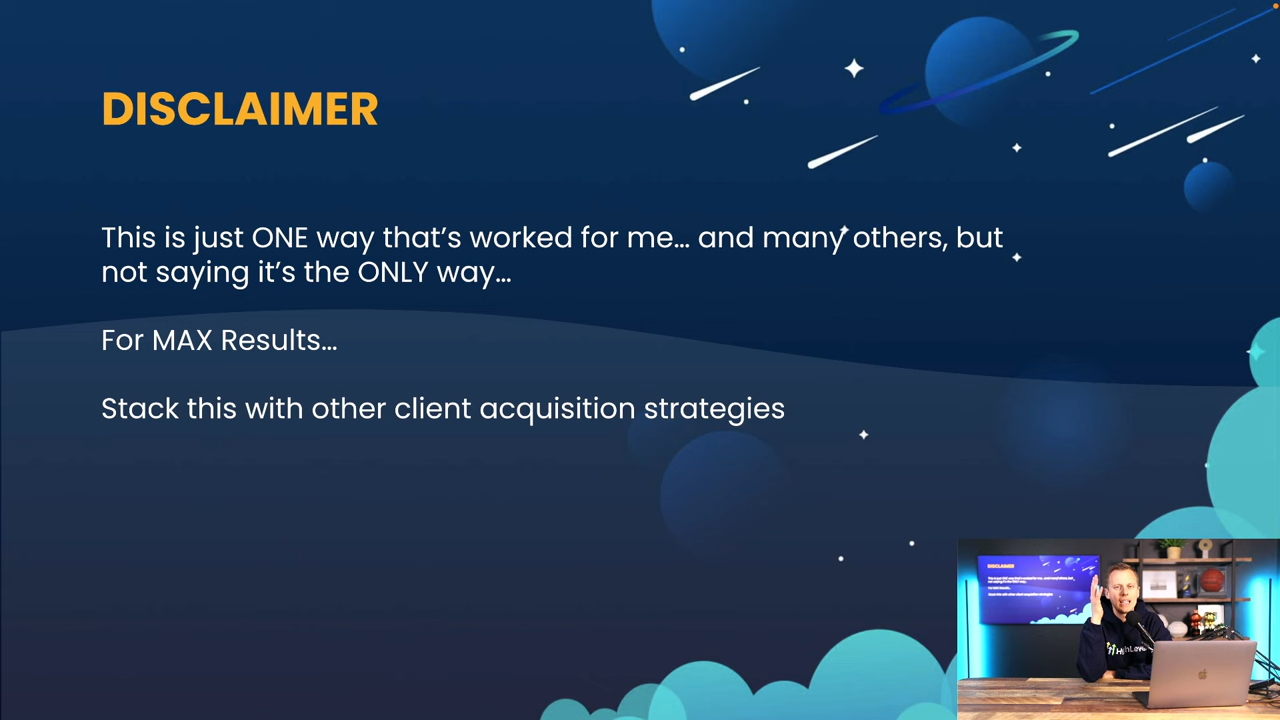 DISCLAIMER
This is just ONE way that’s worked for me… and many others, but
not saying it’s the ONLY way…
For MAX Results…
Stack this with other client acquisition strategies
DISCLAIMER